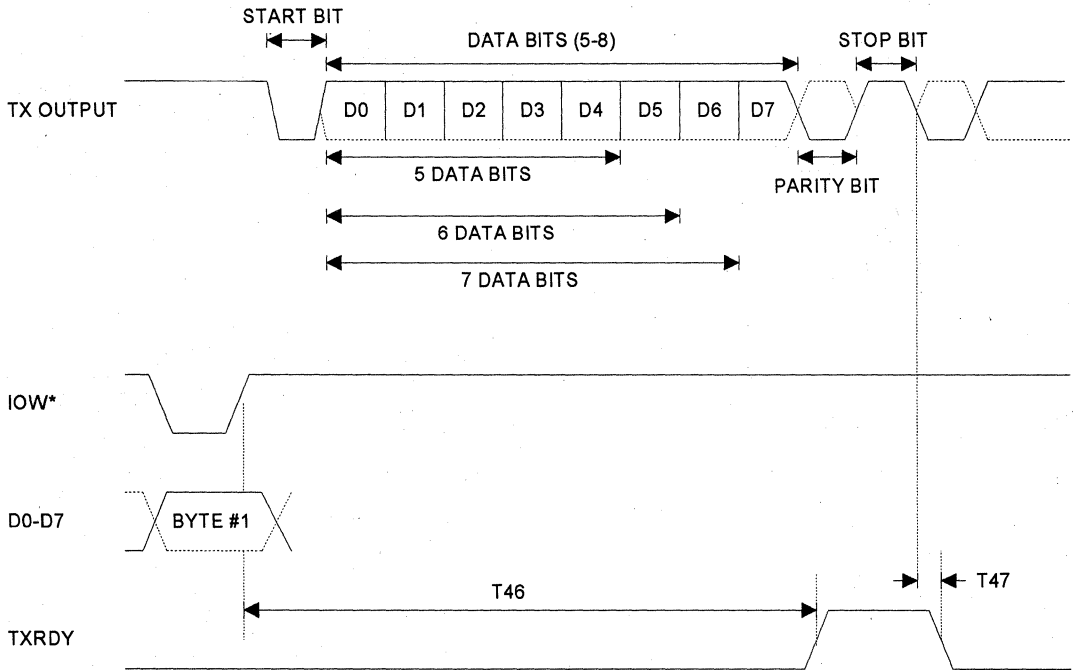 START BIT
DATA BITS (5-8)
STOP BIT
TX OUTPUT
D0 D1 D2 D3 D4 D5 D6 D7
5 DATA BITS
PARITY BIT
6 DATA BITS
7 DATA BITS
IOW*
D0-D7
BYTE #1
T46
T47
TXRDY